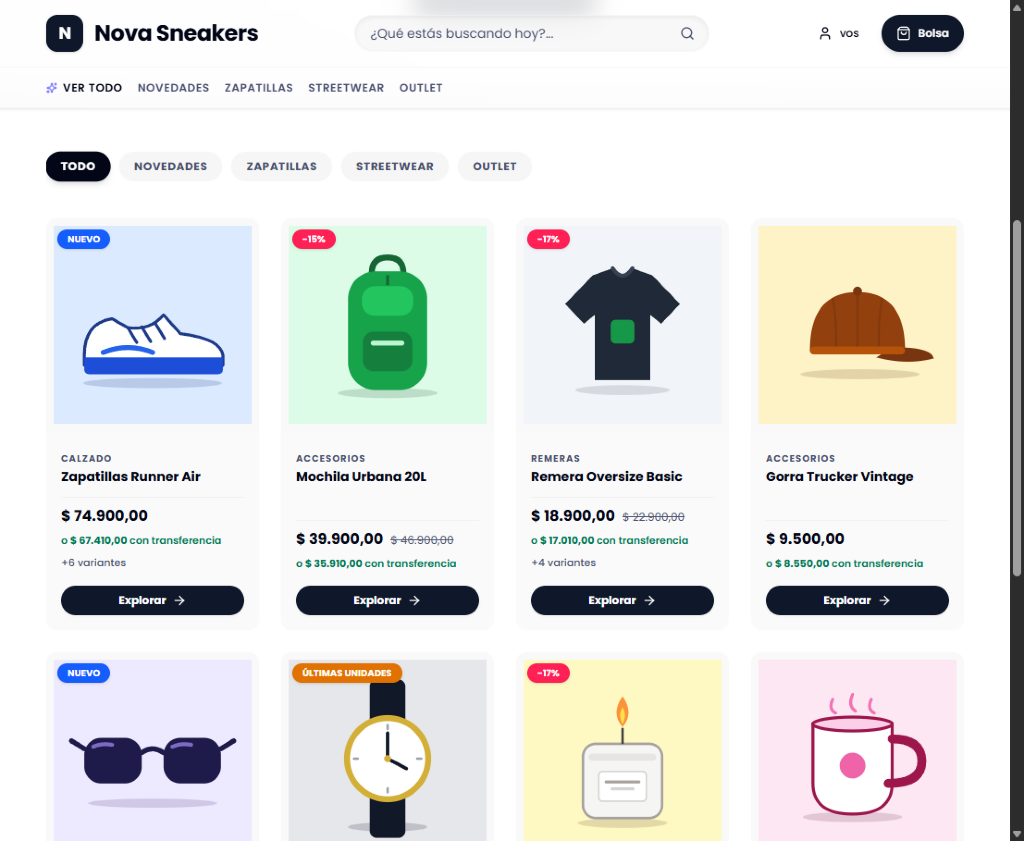 N Nova Sneakers ¿Qué estás buscando hoy?... VOS Bolsa
VER TODO NOVEDADES ZAPATILLAS STREETWEAR OUTLET
TODO NOVEDADES ZAPATILLAS STREETWEAR OUTLET
NUEVO
CALZADO
Zapatillas Runner Air
$ 74.900,00
o $ 67.410,00 con transferencia
+6 variantes
Explorar
-15%
ACCESORIOS
Mochila Urbana 20L
$ 39.900,00 $ 46.900,00
o $ 35.910,00 con transferencia
Explorar
-17%
REMERAS
Remera Oversize Basic
$ 18.900,00 $ 22.900,00
o $ 17.010,00 con transferencia
+4 variantes
Explorar
ACCESORIOS
Gorra Trucker Vintage
$ 9.500,00
o $ 8.550,00 con transferencia
Explorar
NUEVO
ÚLTIMAS UNIDADES
-17%